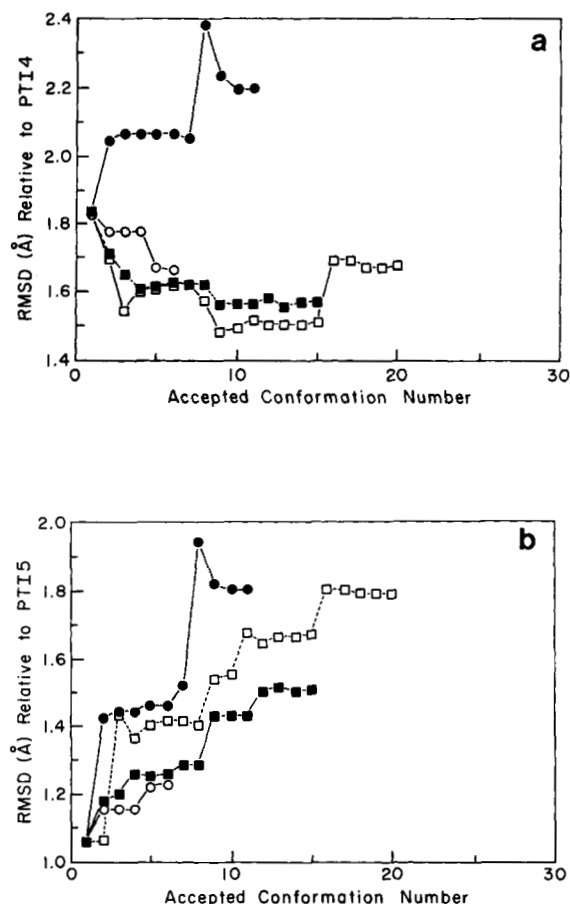 a
RMSD (Å) Relative to PTI4
2.4
2.2
2.0
1.8
1.6
1.4
0 10 20 30
Accepted Conformation Number
b
RMSD (Å) Relative to PTI5
2.0
1.8
1.6
1.4
1.2
1.0
0 10 20 30
Accepted Conformation Number